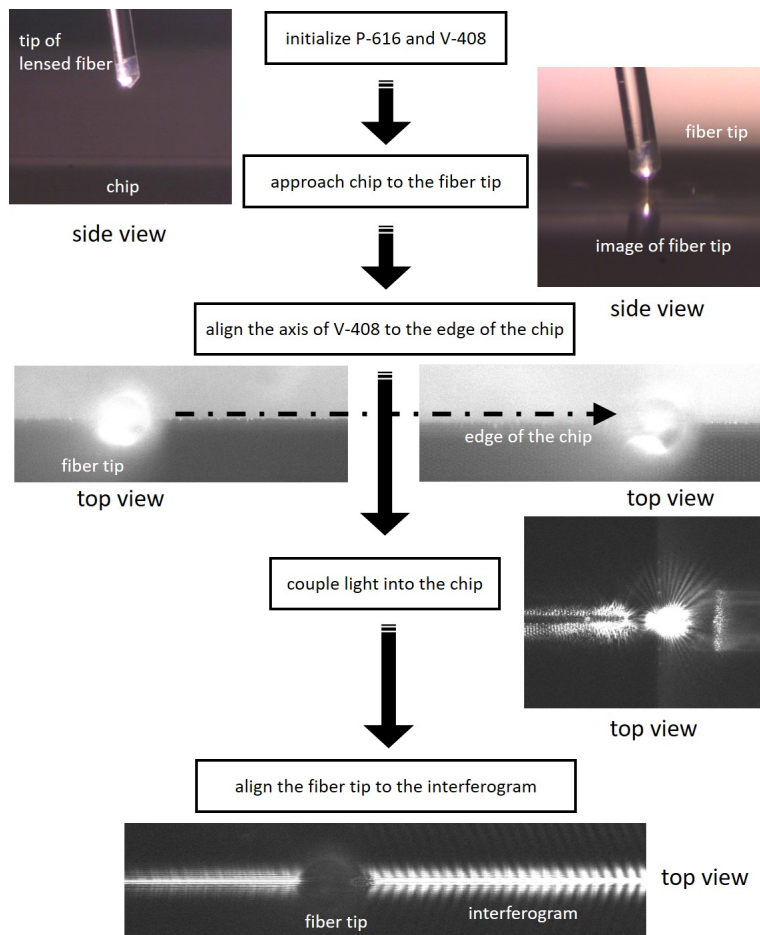 tip of
lensed fiber
chip
side view
initialize P-616 and V-408
approach chip to the fiber tip
fiber tip
image of fiber tip
side view
align the axis of V-408 to the edge of the chip
fiber tip
top view
edge of the chip
top view
couple light into the chip
top view
align the fiber tip to the interferogram
fiber tip
interferogram
top view